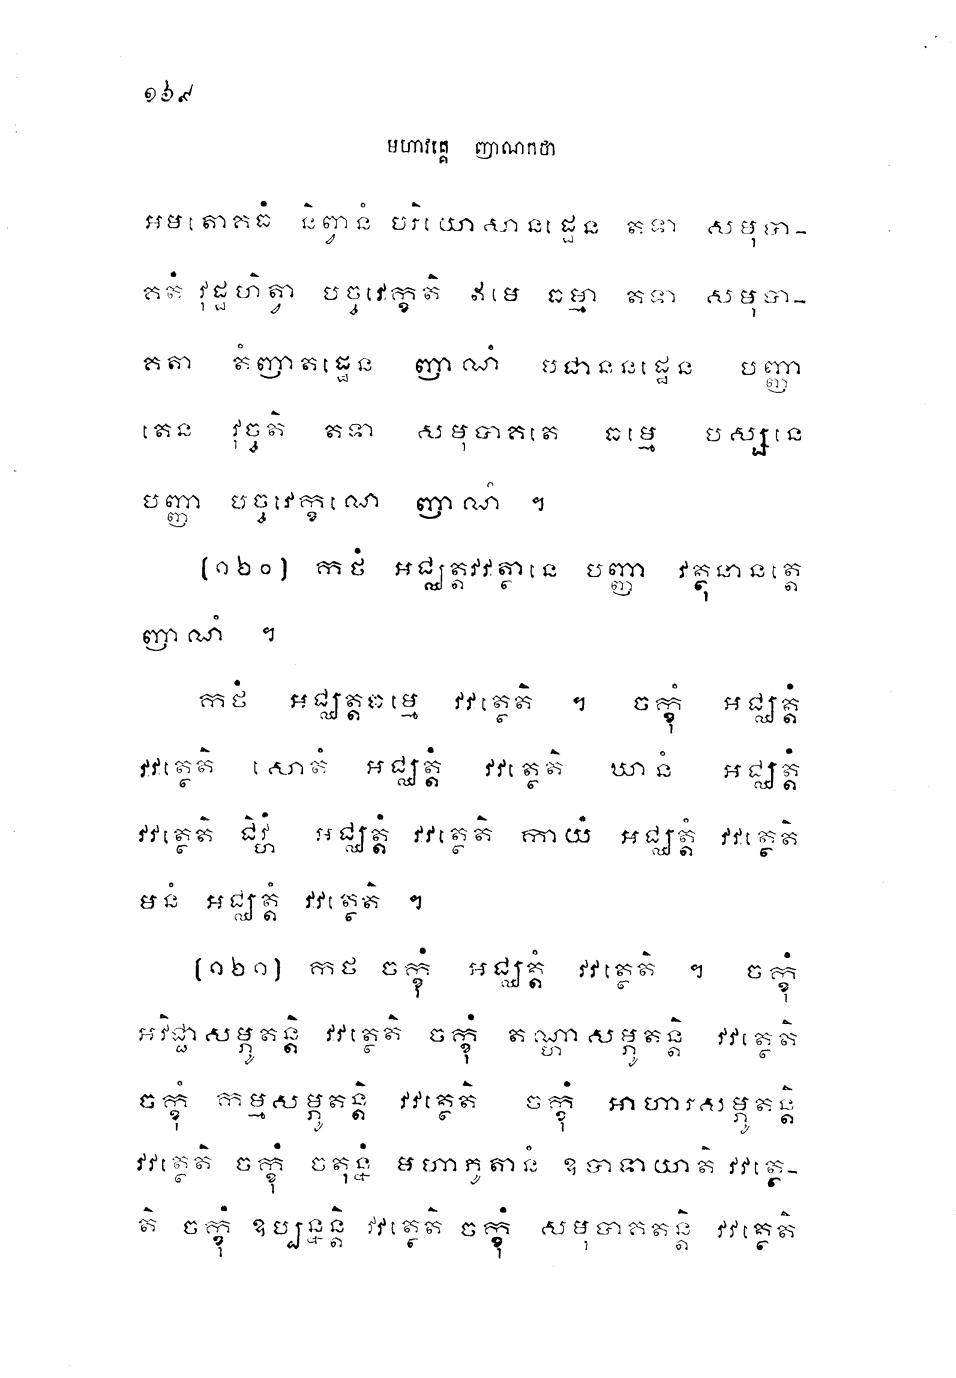 ១៦៩
មហាវគ្គេ ញាណកថា
អមតោគធំ និព្វានំ បរិយោសានដ្ឋេន តទា សមុទា-
គតំ វុដ្ឋហិត្វា បច្ចវេក្ខតិ ឥមេ ធម្មា តទា សមុទា-
គតា តំញាតដ្ឋេន ញាណំ បជាននដ្ឋេន បញ្ញា
តេន វុច្ចតិ តទា សមុទាគតេ ធម្មេ បស្សនេ
បញ្ញា បច្ចវេក្ខណេ ញាណំ ។
(១២០) កថំ អជ្ឈត្តវវត្ថានេ បញ្ញា វត្ថុនានត្តេ
ញាណំ ។
កថំ អជ្ឈត្តធម្មេ វវត្ថេតិ ។ ចក្ខុំ អជ្ឈត្តំ
វវត្ថេតិ សោតំ អជ្ឈត្តំ វវត្ថេតិ ឃានំ អជ្ឈត្តំ
វវត្ថេតិ ជិវ្ហំ អជ្ឈត្តំ វវត្ថេតិ កាយំ អជ្ឈត្តំ វវត្ថេតិ
មនំ អជ្ឈត្តំ វវត្ថេតិ ។
(១២១) កថ ចក្ខុំ អជ្ឈត្តំ វវត្ថេតិ ។ ចក្ខុំ
អវិជ្ជាសម្ភូតន្តិ វវត្ថេតិ ចក្ខុំ តណ្ហាសម្ភូតន្តិ វវត្ថេតិ
ចក្ខុំ កម្មសម្ភូតន្តិ វវត្ថេតិ ចក្ខុំ អាហារសម្ភូតន្តិ
វវត្ថេតិ ចក្ខុំ ចតុន្នំ មហាភូតានំ ឧបាទាយាតិ វវត្ថេ-
តិ ចក្ខុំ ឧប្បន្នន្តិ វវត្ថេតិ ចក្ខុំ សមុទាគតន្តិ វវត្ថេតិ